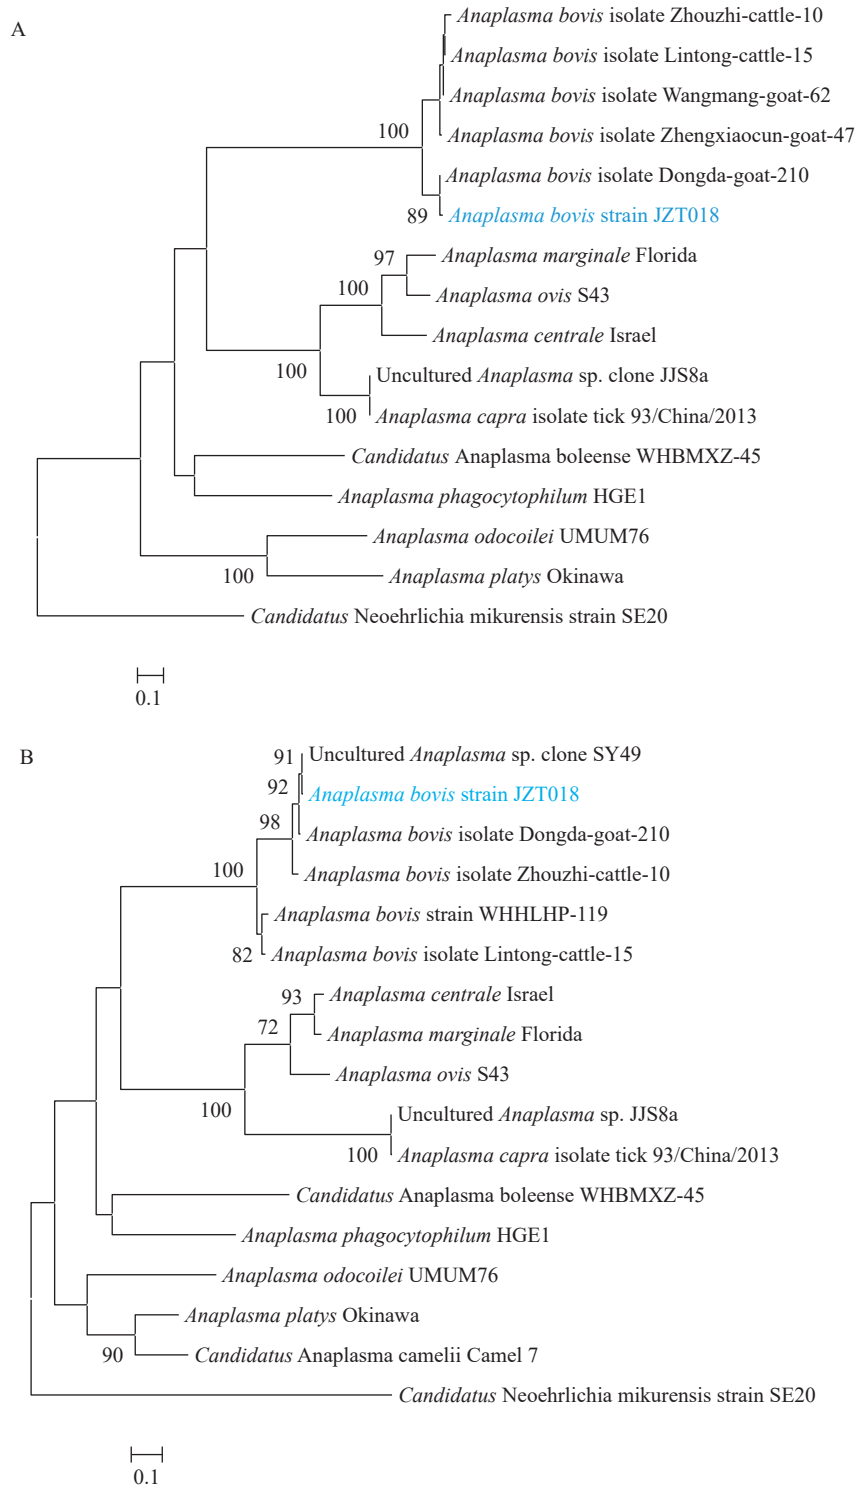 A
Anaplasma bovis isolate Zhouzhi-cattle-10
Anaplasma bovis isolate Lintong-cattle-15
Anaplasma bovis isolate Wangmang-goat-62
100
Anaplasma bovis isolate Zhengxiaocun-goat-47
Anaplasma bovis isolate Dongda-goat-210
89
Anaplasma bovis strain JZT018
97
Anaplasma marginale Florida
100
Anaplasma ovis S43
Anaplasma centrale Israel
100
Uncultured Anaplasma sp. clone JJS8a
100
Anaplasma capra isolate tick 93/China/2013
Candidatus Anaplasma boleense WHBMXZ-45
Anaplasma phagocytophilum HGE1
Anaplasma odocoilei UMUM76
100
Anaplasma platys Okinawa
Candidatus Neoehrlichia mikurensis strain SE20
0.1
B
91
Uncultured Anaplasma sp. clone SY49
92
Anaplasma bovis strain JZT018
98
Anaplasma bovis isolate Dongda-goat-210
100
Anaplasma bovis isolate Zhouzhi-cattle-10
Anaplasma bovis strain WHHLHP-119
82
Anaplasma bovis isolate Lintong-cattle-15
93
Anaplasma centrale Israel
72
Anaplasma marginale Florida
Anaplasma ovis S43
100
Uncultured Anaplasma sp. JJS8a
100
Anaplasma capra isolate tick 93/China/2013
Candidatus Anaplasma boleense WHBMXZ-45
Anaplasma phagocytophilum HGE1
Anaplasma odocoilei UMUM76
Anaplasma platys Okinawa
90
Candidatus Anaplasma camelii Camel 7
Candidatus Neoehrlichia mikurensis strain SE20
0.1